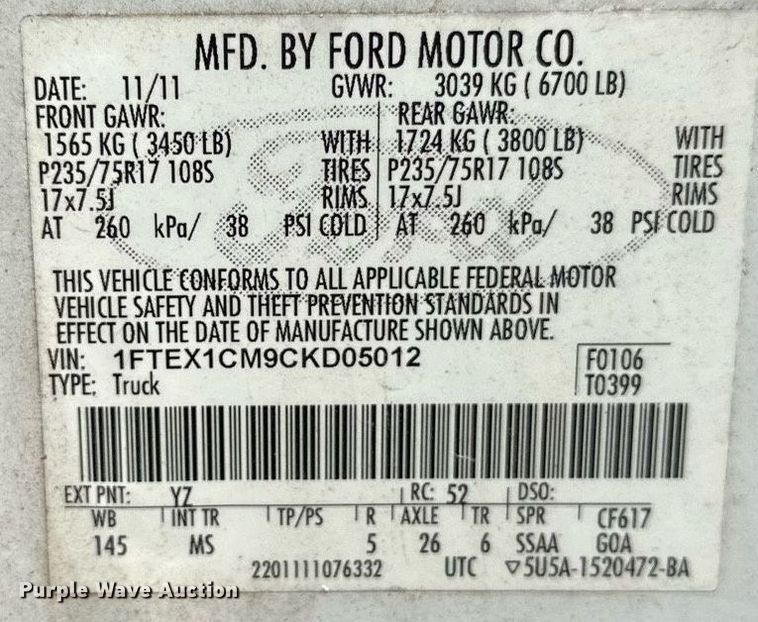 MFD. BY FORD MOTOR CO.
DATE: 11/11 GVWR: 3039 KG ( 6700 LB)
FRONT GAWR: REAR GAWR:
1565 KG ( 3450 LB) WITH 1724 KG ( 3800 LB) WITH
P235/75R17 108S TIRES P235/75R17 108S TIRES
17x7.5J RIMS 17x7.5J RIMS
AT 260 kPa/ 38 PSI COLD AT 260 kPa/ 38 PSI COLD
Ford
THIS VEHICLE CONFORMS TO ALL APPLICABLE FEDERAL MOTOR
VEHICLE SAFETY AND THEFT PREVENTION STANDARDS IN
EFFECT ON THE DATE OF MANUFACTURE SHOWN ABOVE.
VIN: 1FTEX1CM9CKD05012 F0106
TYPE: Truck T0399
EXT PNT: YZ RC: 52 DSO:
WB INT TR TP/PS R AXLE TR SPR CF617
145 MS 5 26 6 SSAA GOA
2201111076332 UTC ▽5U5A-1520472-BA
Purple Wave Auction